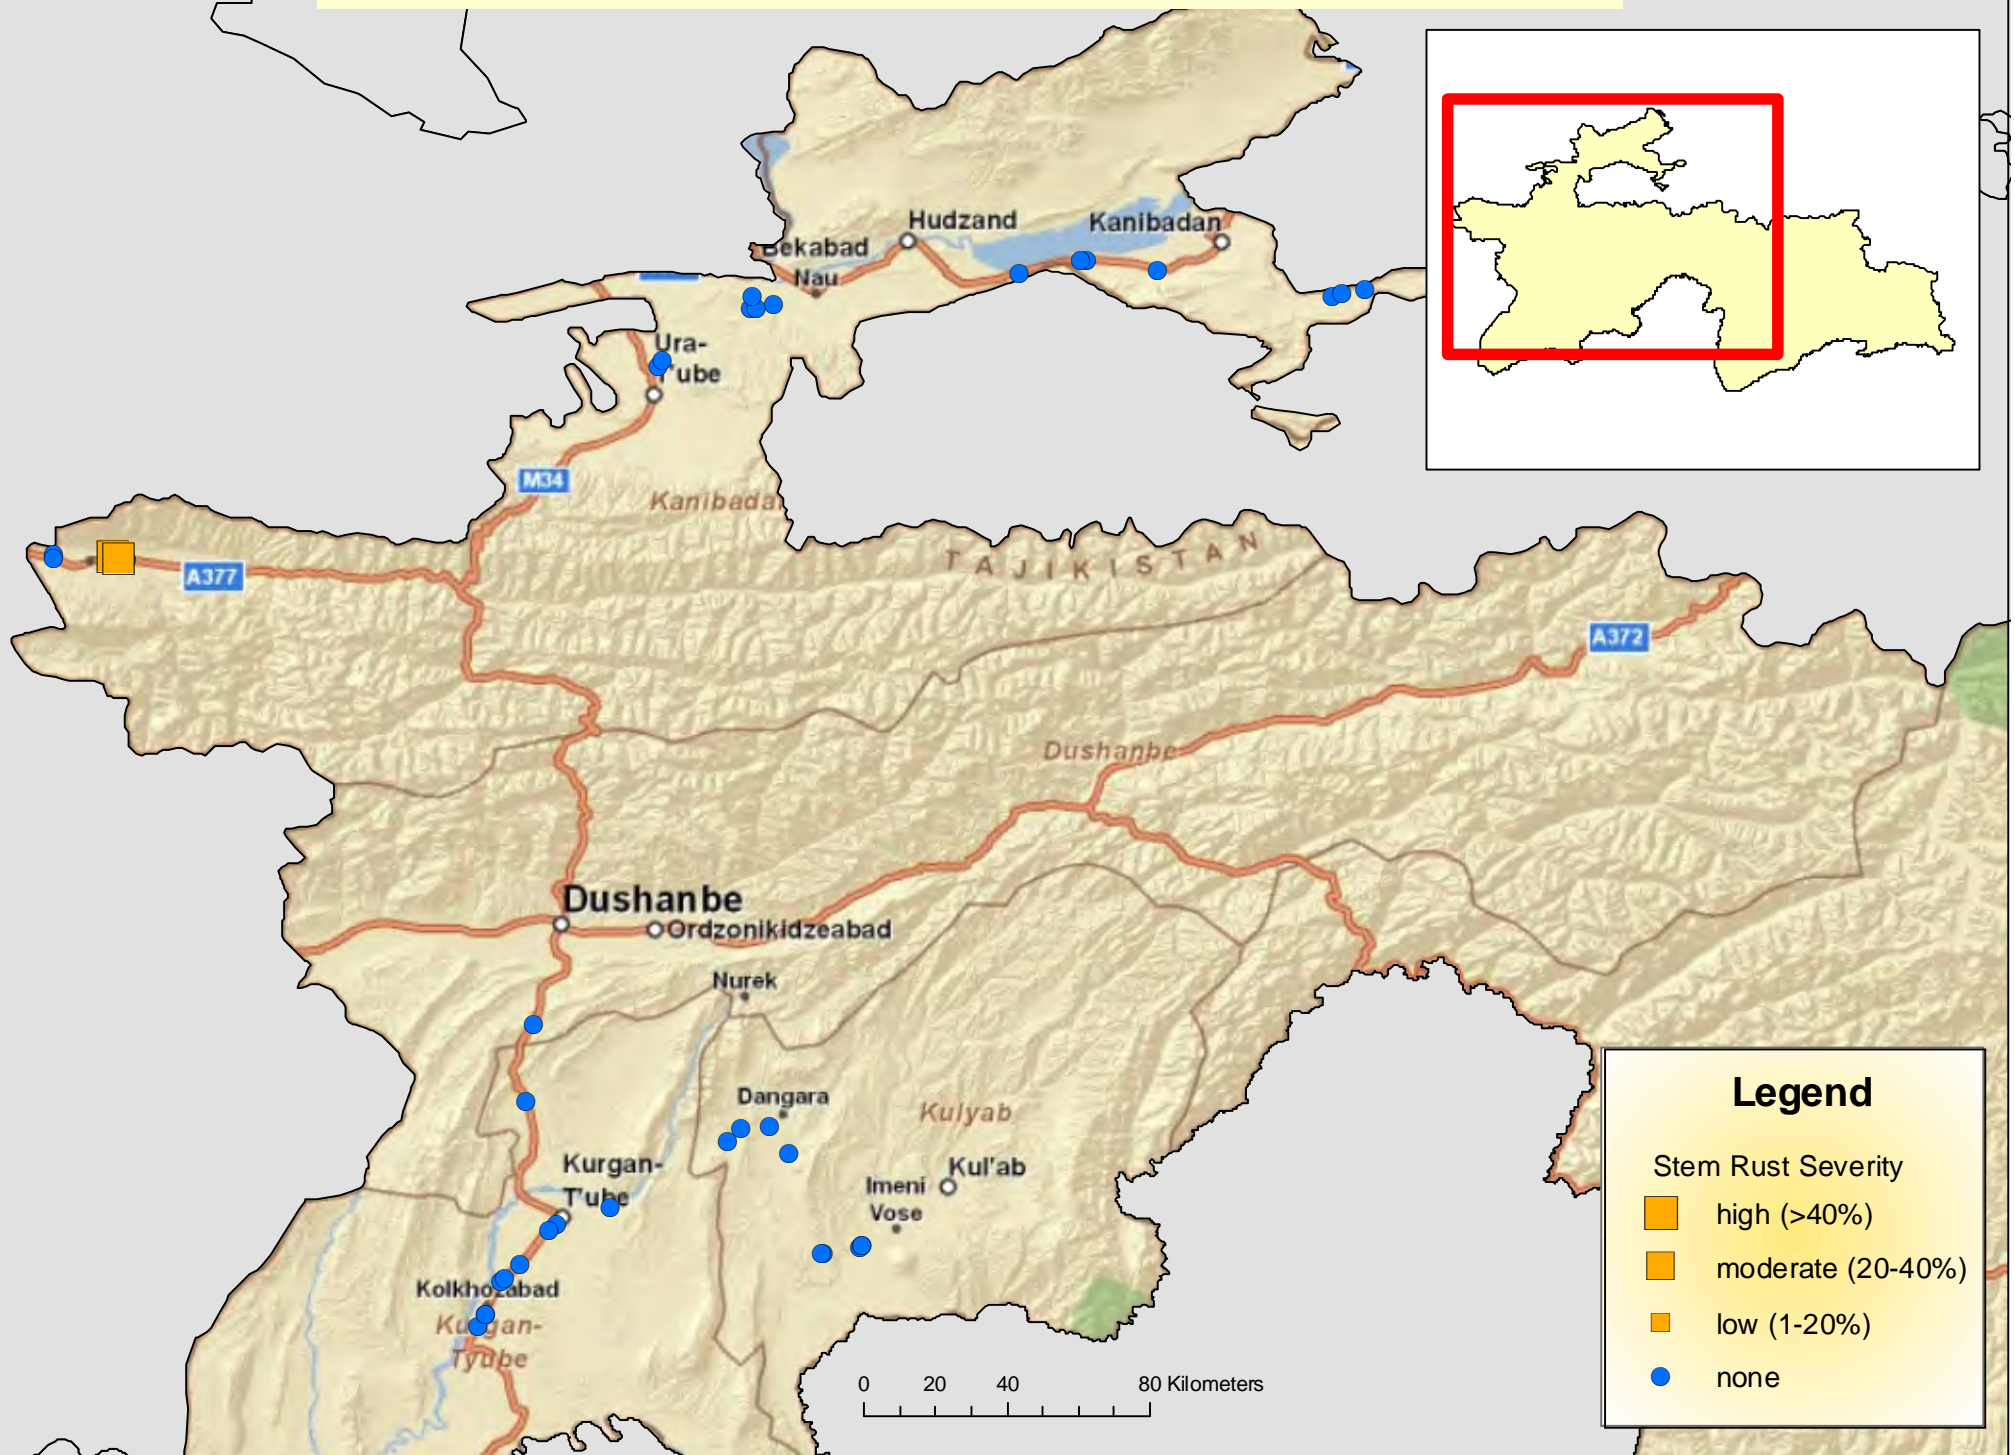 Hudzand
Kanibadan
Bekabad
Nau
Ura-
T'ube
M34
Kanibadan
TAJIKISTAN
A377
A372
Dushanbe
Dushanbe
Ordzonikidzeabad
Nurek
Dangara
Kulyab
Kurgan-
T'ube
Kul'ab
Imeni
Vose
Kolkhozabad
Kurgan-
Tyube
0 20 40 80 Kilometers
Legend
Stem Rust Severity
high (>40%)
moderate (20-40%)
low (1-20%)
none